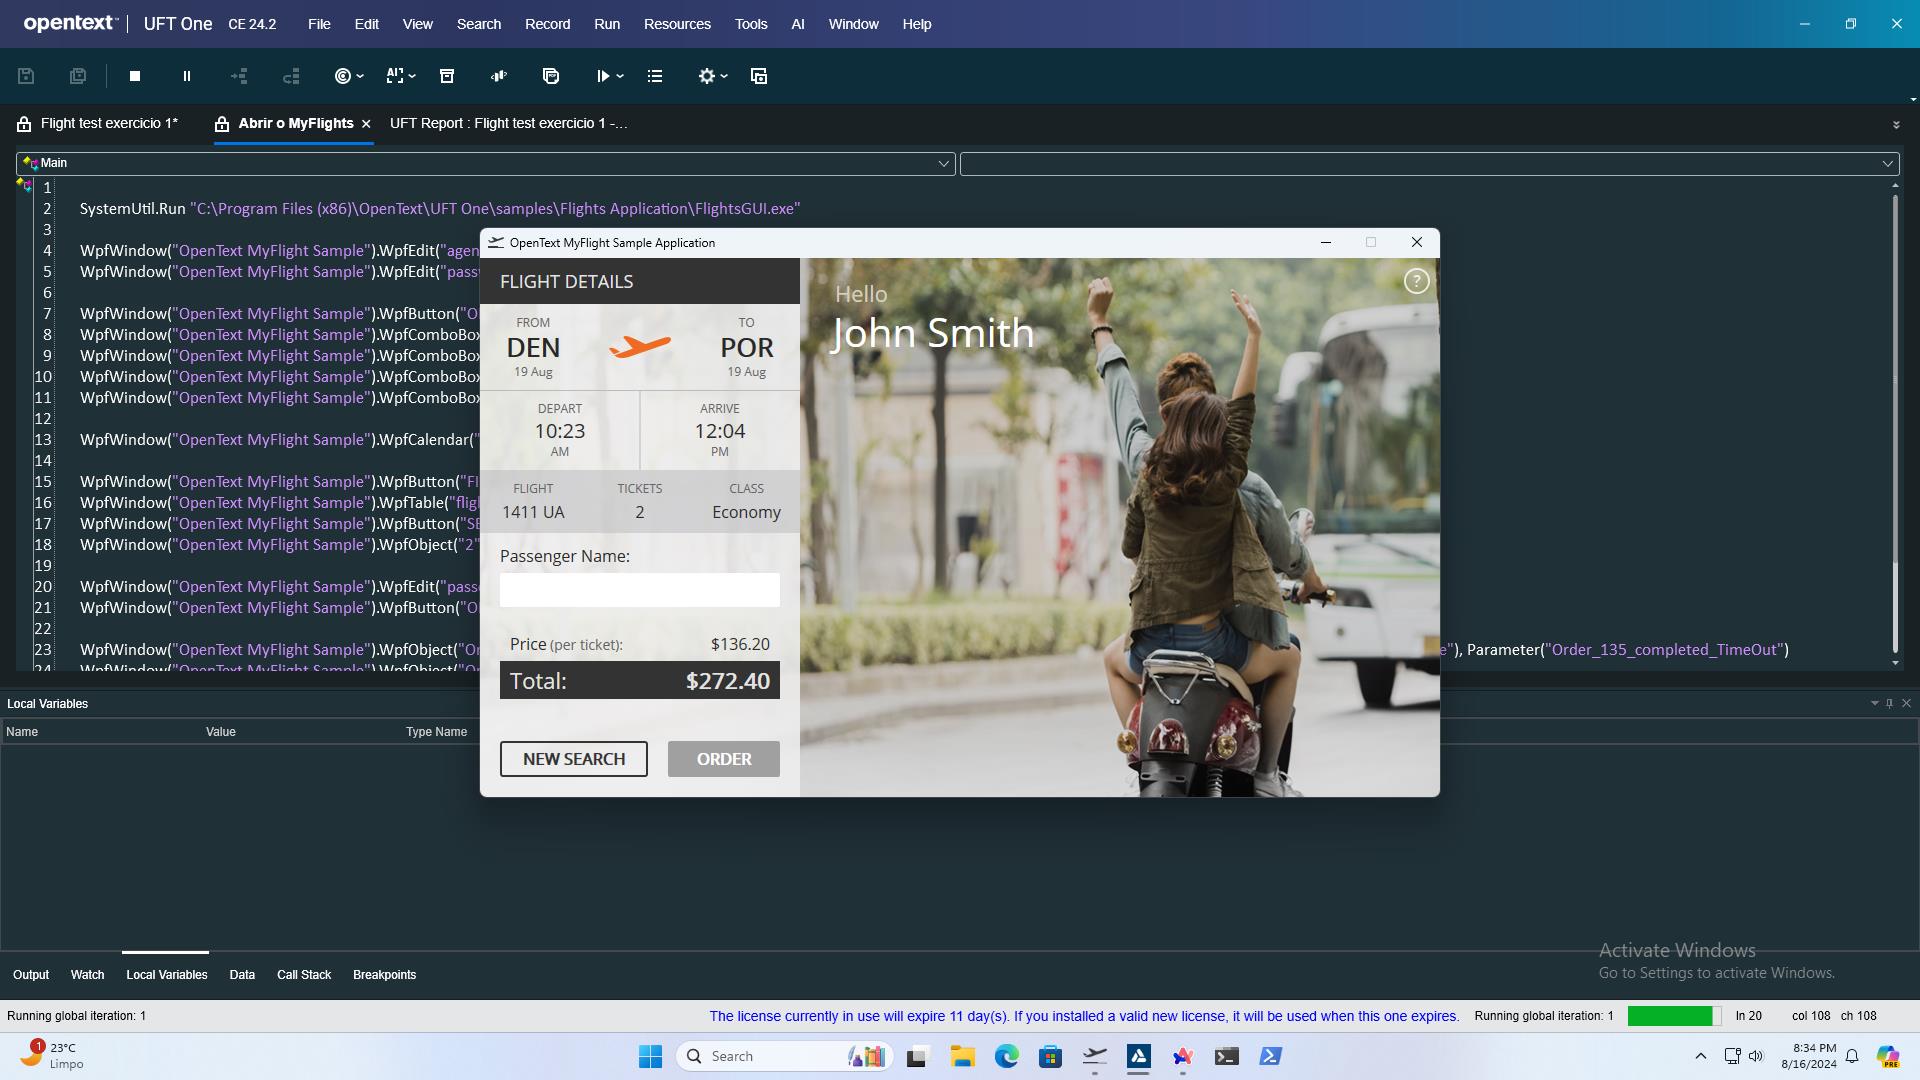 opentext™ | UFT One CE 24.2 File Edit View Search Record Run Resources Tools AI Window Help
Flight test exercicio 1* Abrir o MyFlights UFT Report : Flight test exercicio 1 -...
Main
1
2 SystemUtil.Run "C:\Program Files (x86)\OpenText\UFT One\samples\Flights Application\FlightsGUI.exe"
3
4 WpfWindow("OpenText MyFlight Sample").WpfEdit("agen
5 WpfWindow("OpenText MyFlight Sample").WpfEdit("pass
6
7 WpfWindow("OpenText MyFlight Sample").WpfButton("O
8 WpfWindow("OpenText MyFlight Sample").WpfComboBox
9 WpfWindow("OpenText MyFlight Sample").WpfComboBox
10 WpfWindow("OpenText MyFlight Sample").WpfComboBox
11 WpfWindow("OpenText MyFlight Sample").WpfComboBox
12
13 WpfWindow("OpenText MyFlight Sample").WpfCalendar("
14
15 WpfWindow("OpenText MyFlight Sample").WpfButton("FI
16 WpfWindow("OpenText MyFlight Sample").WpfTable("flig
17 WpfWindow("OpenText MyFlight Sample").WpfButton("SE
18 WpfWindow("OpenText MyFlight Sample").WpfObject("2"
19
20 WpfWindow("OpenText MyFlight Sample").WpfEdit("pass
21 WpfWindow("OpenText MyFlight Sample").WpfButton("O
22
23 WpfWindow("OpenText MyFlight Sample").WpfObject("Or e"), Parameter("Order_135_completed_TimeOut")
24 WpfWindow("OpenText MyFlight Sample").WpfObject("Or
OpenText MyFlight Sample Application
FLIGHT DETAILS
FROM TO
DEN POR
19 Aug 19 Aug
DEPART ARRIVE
10:23 12:04
AM PM
FLIGHT TICKETS CLASS
1411 UA 2 Economy
Passenger Name:
Price (per ticket): $136.20
Total: $272.40
NEW SEARCH ORDER
Hello
John Smith
?
Local Variables
Name Value Type Name
Activate Windows
Go to Settings to activate Windows.
Output Watch Local Variables Data Call Stack Breakpoints
Running global iteration: 1 The license currently in use will expire 11 day(s). If you installed a valid new license, it will be used when this one expires. Running global iteration: 1 ln 20 col 108 ch 108
1 23°C
Limpo
Search
8:34 PM
8/16/2024
PRE